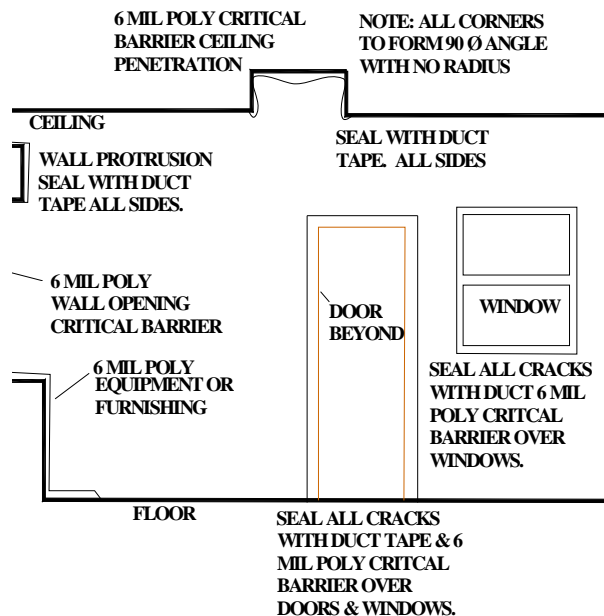 6 MIL POLY CRITICAL
BARRIER CEILING
PENETRATION
NOTE: ALL CORNERS
TO FORM 90 Ø ANGLE
WITH NO RADIUS
CEILING
SEAL WITH DUCT
TAPE. ALL SIDES
WALL PROTRUSION
SEAL WITH DUCT
TAPE ALL SIDES.
6 MIL POLY
WALL OPENING
CRITICAL BARRIER
DOOR
BEYOND
WINDOW
6 MIL POLY
EQUIPMENT OR
FURNISHING
SEAL ALL CRACKS
WITH DUCT 6 MIL
POLY CRITCAL
BARRIER OVER
WINDOWS.
FLOOR
SEAL ALL CRACKS
WITH DUCT TAPE & 6
MIL POLY CRITCAL
BARRIER OVER
DOORS & WINDOWS.